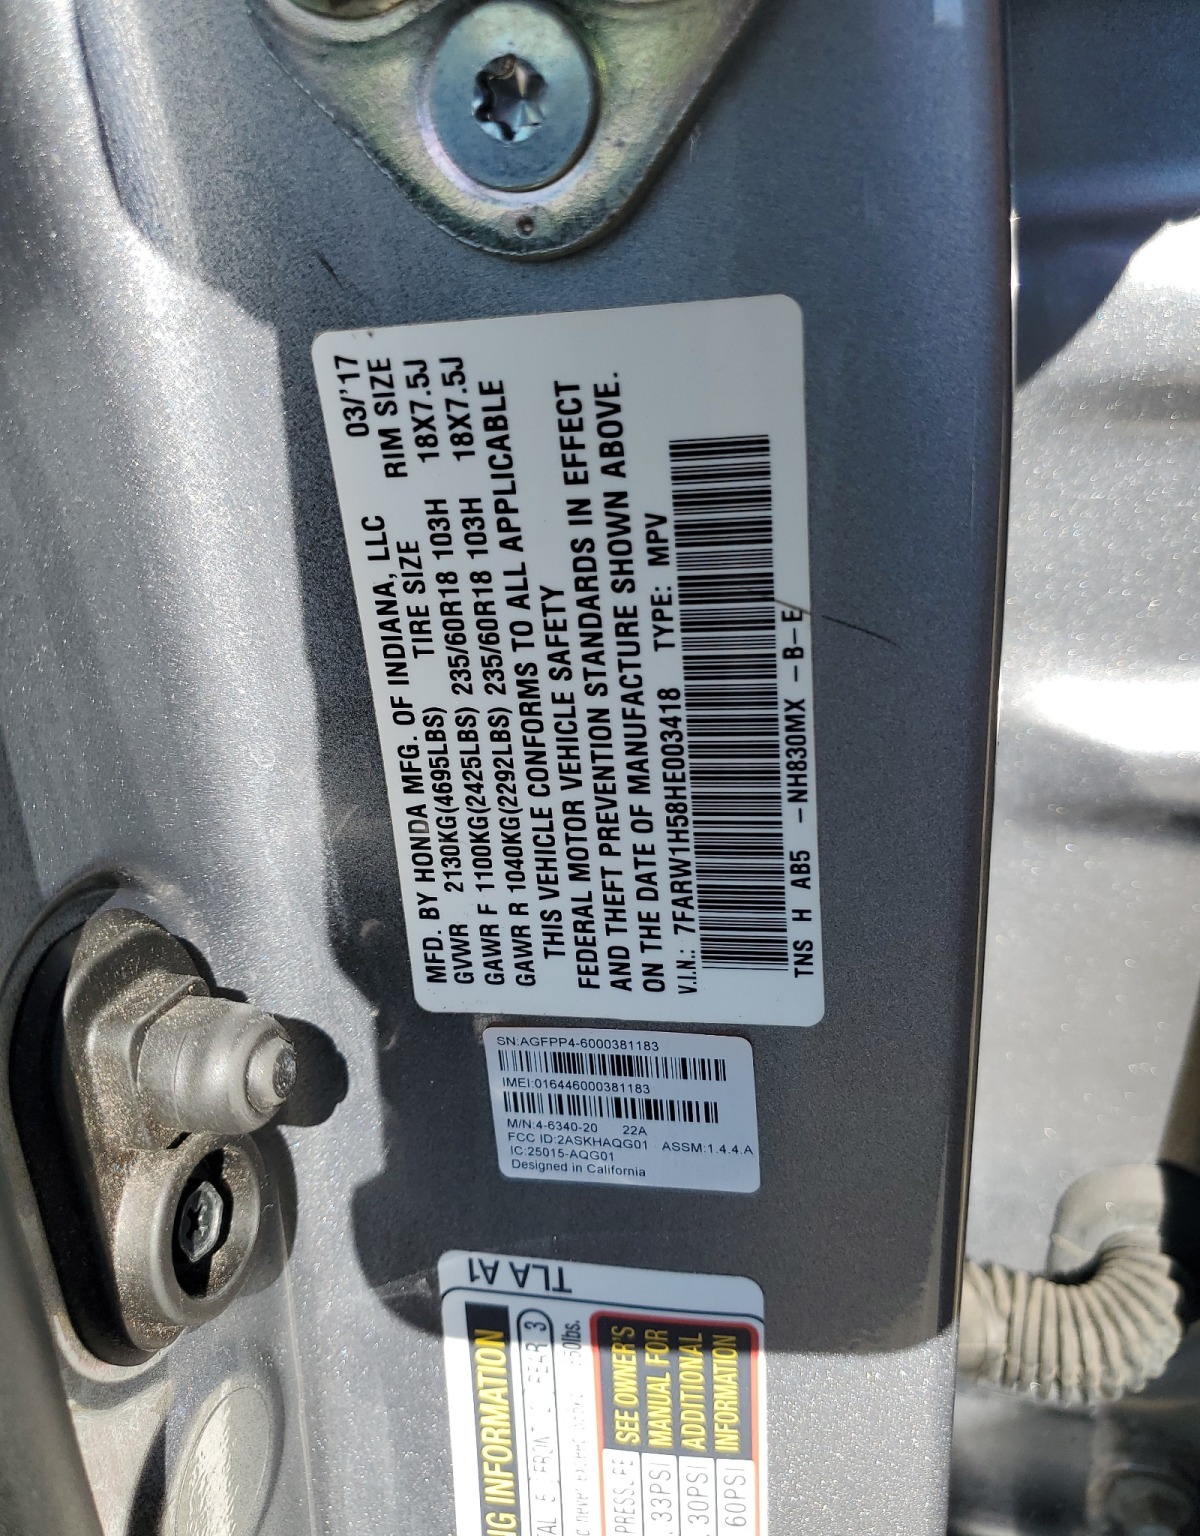 MFD. BY HONDA MFG. OF INDIANA, LLC 03/'17
GVWR 2130KG(4695LBS) TIRE SIZE RIM SIZE
GAWR F 1100KG(2425LBS) 235/60R18 103H 18X7.5J
GAWR R 1040KG(2292LBS) 235/60R18 103H 18X7.5J
THIS VEHICLE CONFORMS TO ALL APPLICABLE
FEDERAL MOTOR VEHICLE SAFETY
AND THEFT PREVENTION STANDARDS IN EFFECT
ON THE DATE OF MANUFACTURE SHOWN ABOVE.
V.I.N.: 7FARW1H58HE003418 TYPE: MPV
TNS H AB5 -NH830MX -B-E
SN:AGFPP4-6000381183
IMEI:016446000381183
M/N:4-6340-20 22A
FCC ID:2ASKHAQG01 ASSM:1.4.4.A
IC:25015-AQG01
Designed in California
TLA A1
INFORMATION
FRONT REAR 3
SEE OWNER'S
MANUAL FOR
ADDITIONAL
INFORMATION
33PSI
30PSI
60PSI